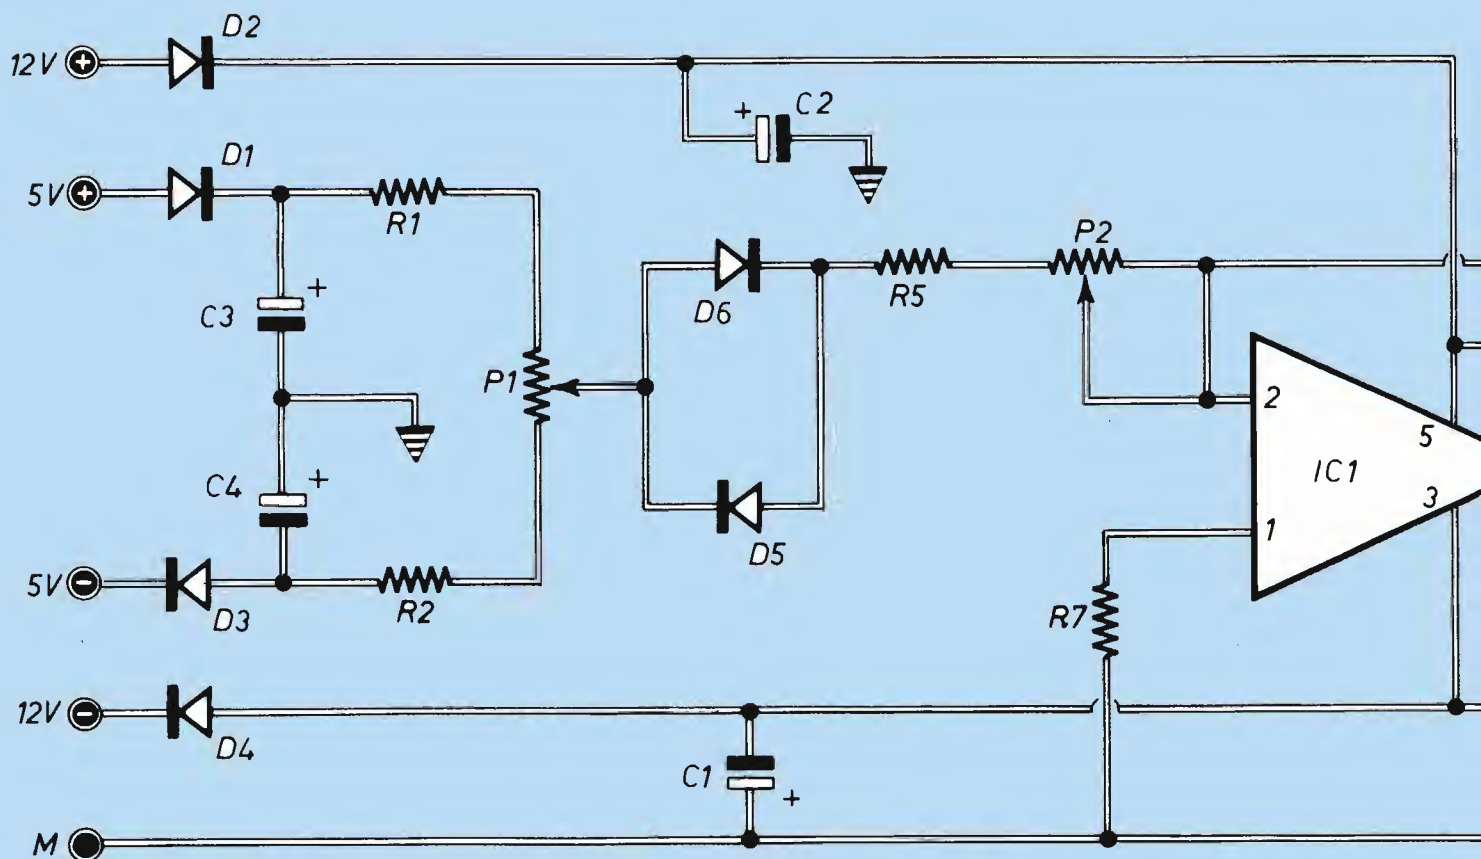 D2
12V +
+ C2
D1
5V +
R1
P2
R5
D6
C3 +
P1
2
5
IC1
C4 +
3
1
D5
5V -
D3
R2
R7
12V -
D4
C1
+
M